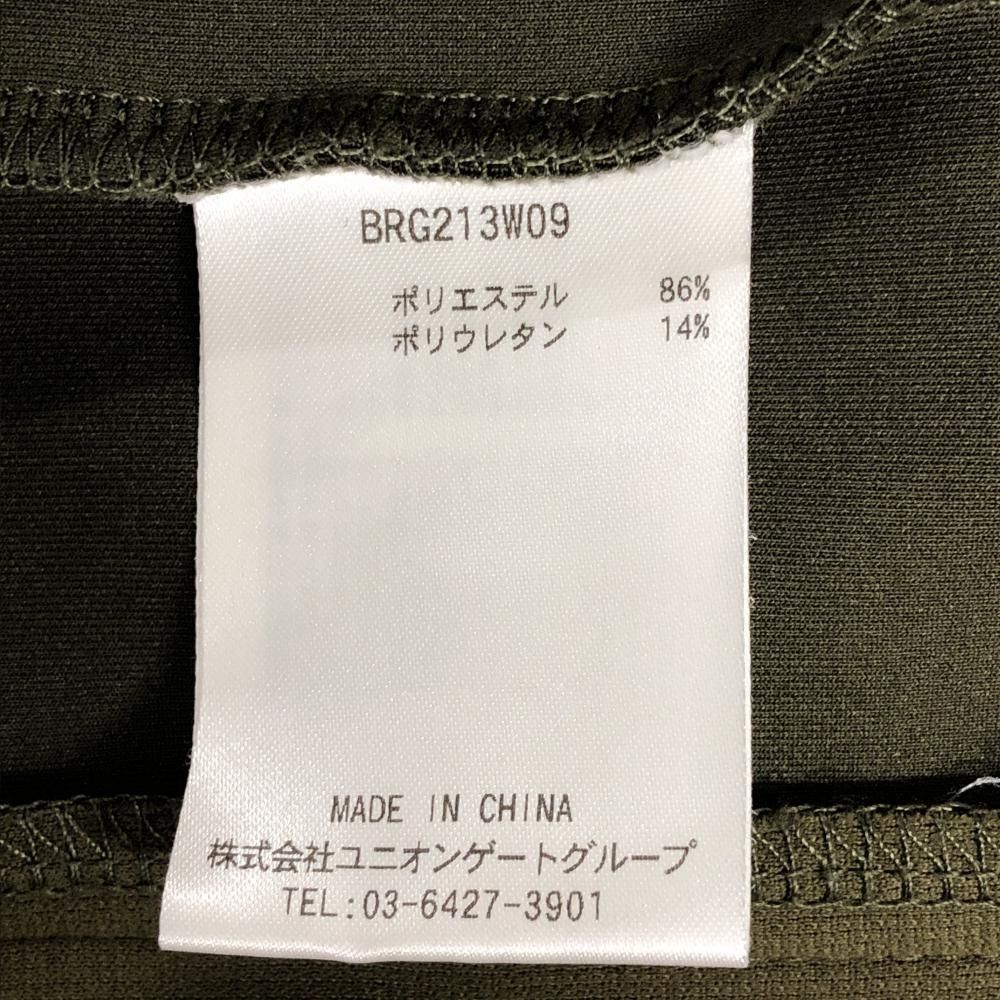 BRG213W09
ポリエステル 86%
ポリウレタン 14%
MADE IN CHINA
株式会社ユニオンゲートグループ
TEL:03-6427-3901